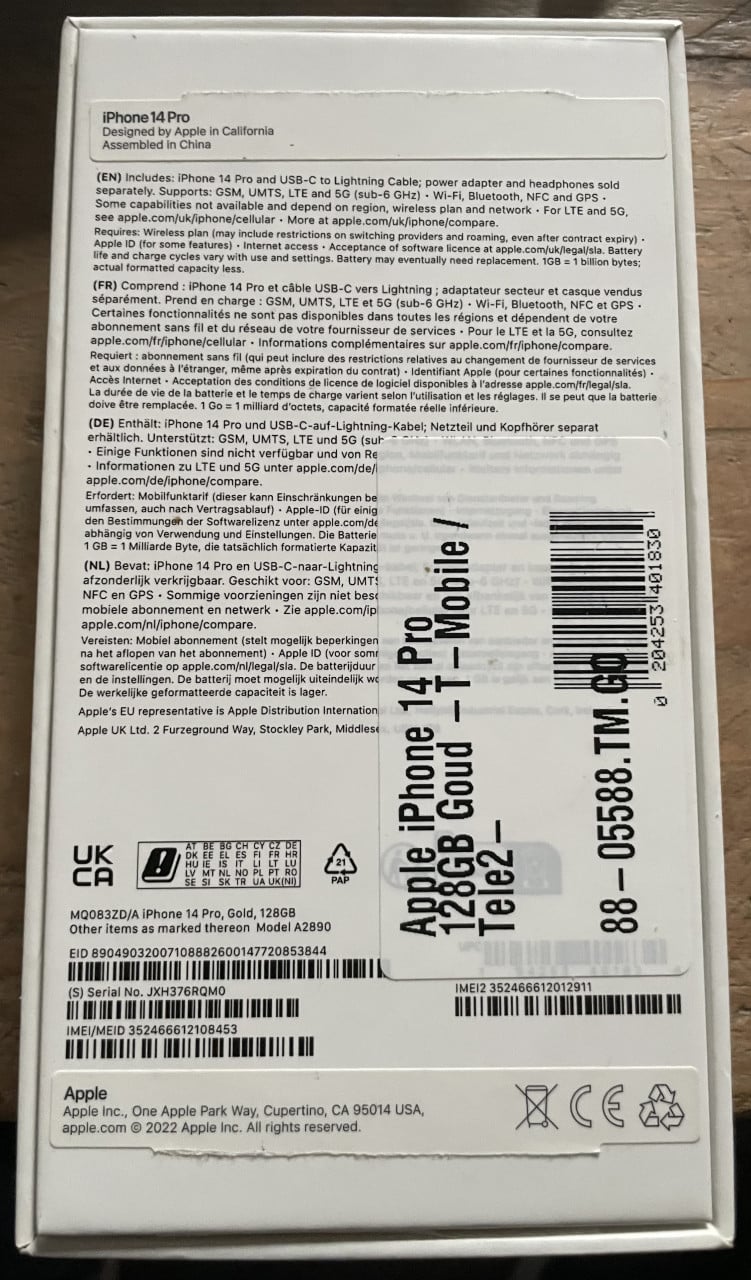 iPhone 14 Pro
Designed by Apple in California
Assembled in China
(EN) Includes: iPhone 14 Pro and USB-C to Lightning Cable; power adapter and headphones sold
separately. Supports: GSM, UMTS, LTE and 5G (sub-6 GHz) • Wi-Fi, Bluetooth, NFC and GPS •
Some capabilities not available and depend on region, wireless plan and network • For LTE and 5G,
see apple.com/uk/iphone/cellular • More at apple.com/uk/iphone/compare.
Requires: Wireless plan (may include restrictions on switching providers and roaming, even after contract expiry) •
Apple ID (for some features) • Internet access • Acceptance of software licence at apple.com/uk/legal/sla. Battery
life and charge cycles vary with use and settings. Battery may eventually need replacement. 1GB = 1 billion bytes;
actual formatted capacity less.
(FR) Comprend : iPhone 14 Pro et câble USB-C vers Lightning ; adaptateur secteur et casque vendus
séparément. Prend en charge : GSM, UMTS, LTE et 5G (sub-6 GHz) • Wi-Fi, Bluetooth, NFC et GPS •
Certaines fonctionnalités ne sont pas disponibles dans toutes les régions et dépendent de votre
abonnement sans fil et du réseau de votre fournisseur de services • Pour le LTE et la 5G, consultez
apple.com/fr/iphone/cellular • Informations complémentaires sur apple.com/fr/iphone/compare.
Requiert : abonnement sans fil (qui peut inclure des restrictions relatives au changement de fournisseur de services
et aux données à l'étranger, même après expiration du contrat) • Identifiant Apple (pour certaines fonctionnalités) •
Accès Internet • Acceptation des conditions de licence de logiciel disponibles à l'adresse apple.com/fr/legal/sla.
La durée de vie de la batterie et le temps de charge varient selon l'utilisation et les réglages. Il se peut que la batterie
doive être remplacée. 1 Go = 1 milliard d'octets, capacité formatée réelle inférieure.
(DE) Enthält: iPhone 14 Pro und USB-C-auf-Lightning-Kabel; Netzteil und Kopfhörer separat
erhältlich. Unterstützt: GSM, UMTS, LTE und 5G (sub
• Einige Funktionen sind nicht verfügbar und von Re
• Informationen zu LTE und 5G unter apple.com/de/i
apple.com/de/iphone/compare.
Erfordert: Mobilfunktarif (dieser kann Einschränkungen be
umfassen, auch nach Vertragsablauf) • Apple-ID (für einig
den Bestimmungen der Softwarelizenz unter apple.com/de
abhängig von Verwendung und Einstellungen. Die Batterie
1 GB = 1 Milliarde Byte, die tatsächlich formatierte Kapazit
(NL) Bevat: iPhone 14 Pro en USB-C-naar-Lightning
afzonderlijk verkrijgbaar. Geschikt voor: GSM, UMTS
NFC en GPS • Sommige voorzieningen zijn niet besc
mobiele abonnement en netwerk • Zie apple.com/ip
apple.com/nl/iphone/compare.
Vereisten: Mobiel abonnement (stelt mogelijk beperkingen
na het aflopen van het abonnement) • Apple ID (voor somm
softwarelicentie op apple.com/nl/legal/sla. De batterijduur
en de instellingen. De batterij moet mogelijk uiteindelijk wo
De werkelijke geformatteerde capaciteit is lager.
Apple's EU representative is Apple Distribution Internation
Apple UK Ltd. 2 Furzeground Way, Stockley Park, Middlese
Apple iPhone 14 Pro
128GB Goud –T–Mobile /
Tele2–
0 204253 401830
88–05588.TM.GO
UK
CA
AT BE BG CH CY CZ DE
DK EE EL ES FI FR HR
HU IE IS IT LI LT LU
LV MT NL NO PL PT RO
SE SI SK TR UA UK(NI)
21
PAP
MQ083ZD/A iPhone 14 Pro, Gold, 128GB
Other items as marked thereon Model A2890
EID 89049032007108882600147720853844
(S) Serial No. JXH376RQM0
IMEI2 352466612012911
IMEI/MEID 352466612108453
Apple
Apple Inc., One Apple Park Way, Cupertino, CA 95014 USA,
apple.com © 2022 Apple Inc. All rights reserved.
CE